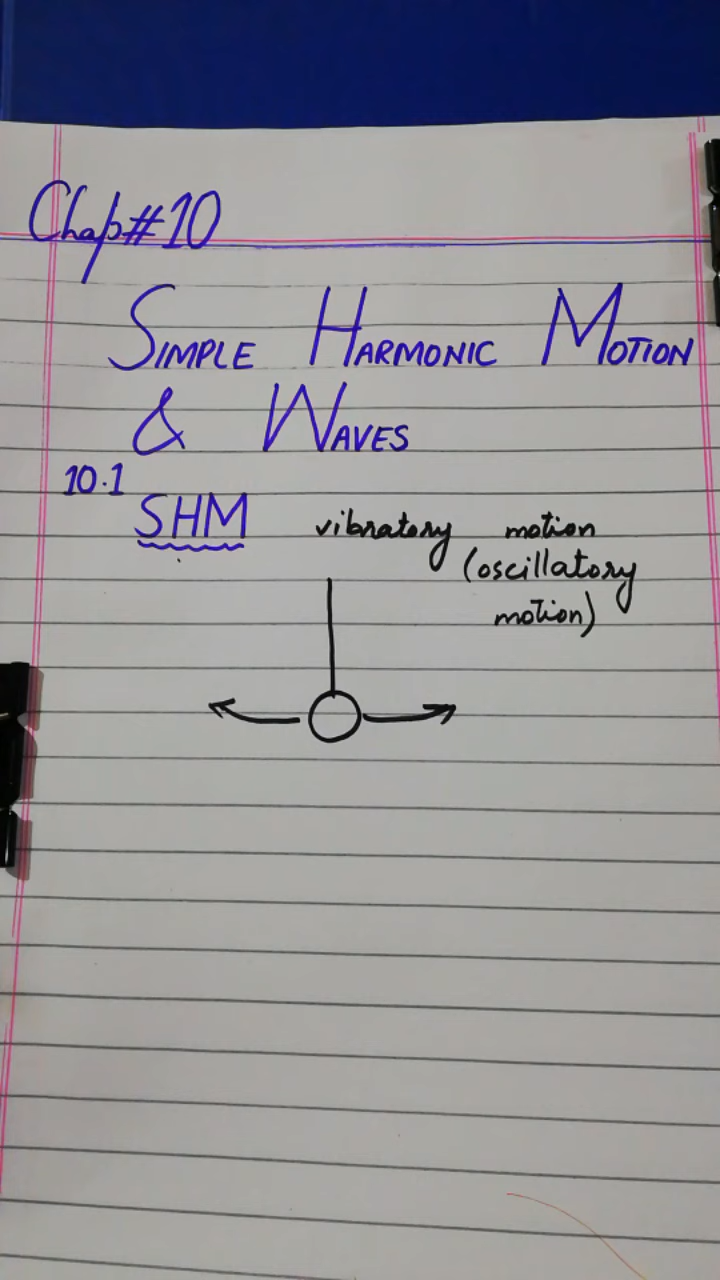 Chap#10
SIMPLE HARMONIC MOTION
& WAVES
10.1
SHM vibratory motion
(oscillatory
motion)